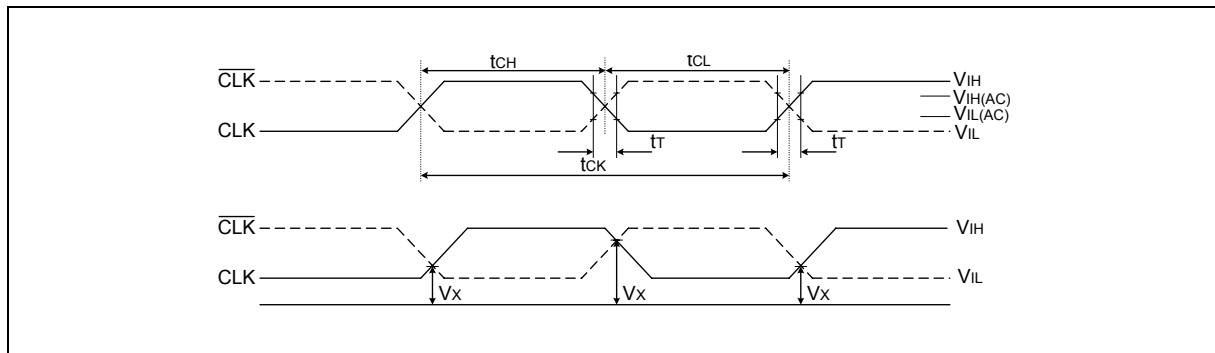 tCH tCL
CLK VIH
VIH(AC)
VIL(AC)
CLK VIL
tT tT
tCK
CLK VIH
CLK VIL
VX VX VX